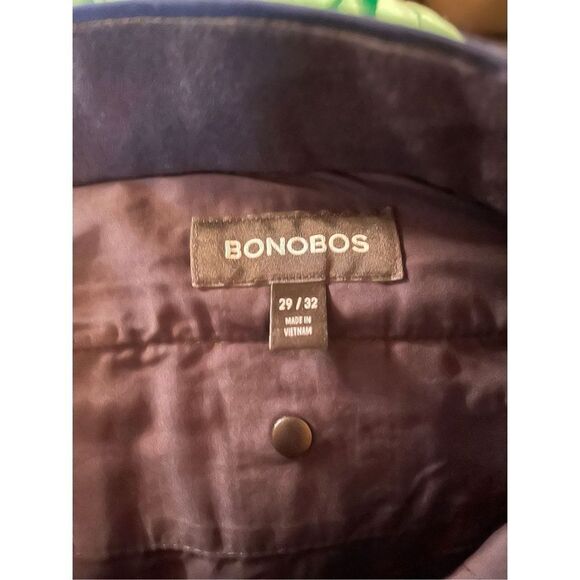 BONOBOS
29 / 32
MADE IN
VIETNAM